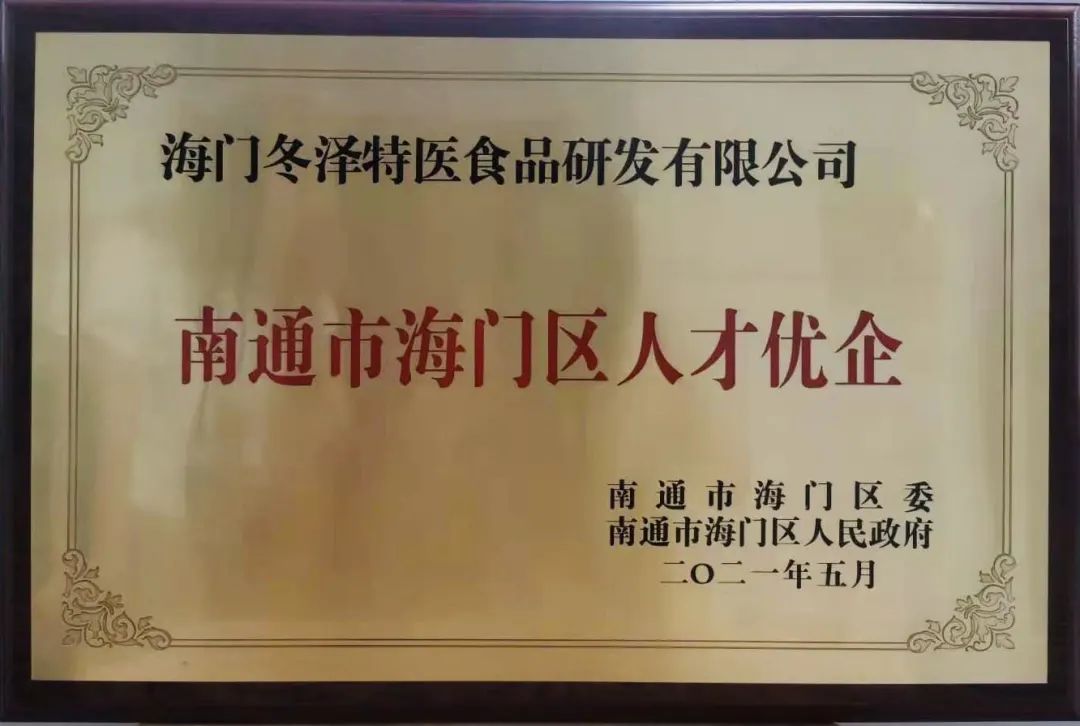 海门冬泽特医食品研发有限公司
南通市海门区人才优企
南通市海门区委
南通市海门区人民政府
二〇二一年五月